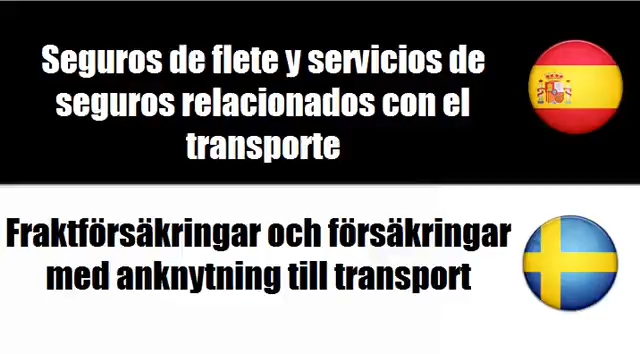 Seguros de flete y servicios de
seguros relacionados con el
transporte
Fraktförsäkringar och försäkringar
med anknytning till transport